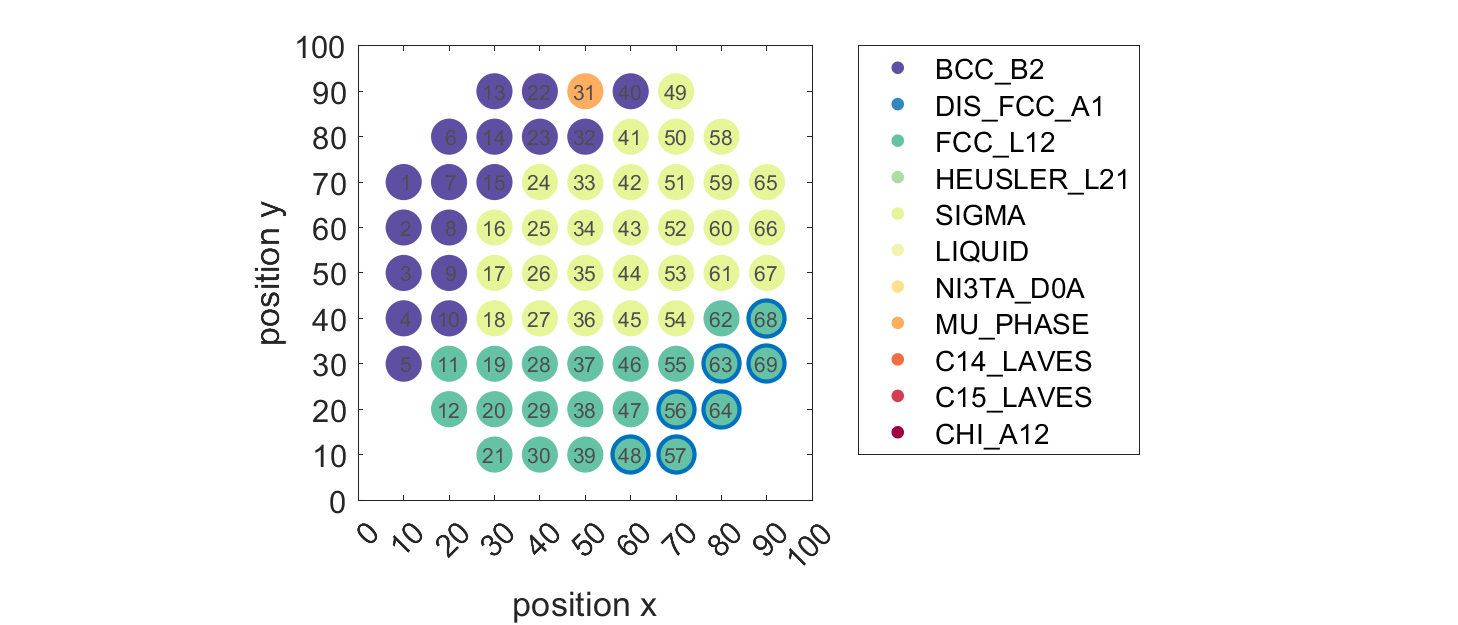 100
90
80
70
60
50
40
30
20
10
0
position y
13 22 31 40 49
6 14 23 32 41 50 58
1 7 15 24 33 42 51 59 65
2 8 16 25 34 43 52 60 66
3 9 17 26 35 44 53 61 67
4 10 18 27 36 45 54 62 68
5 11 19 28 37 46 55 63 69
12 20 29 38 47 56 64
21 30 39 48 57
0 10 20 30 40 50 60 70 80 90 100
position x
BCC_B2
DIS_FCC_A1
FCC_L12
HEUSLER_L21
SIGMA
LIQUID
NI3TA_D0A
MU_PHASE
C14_LAVES
C15_LAVES
CHI_A12